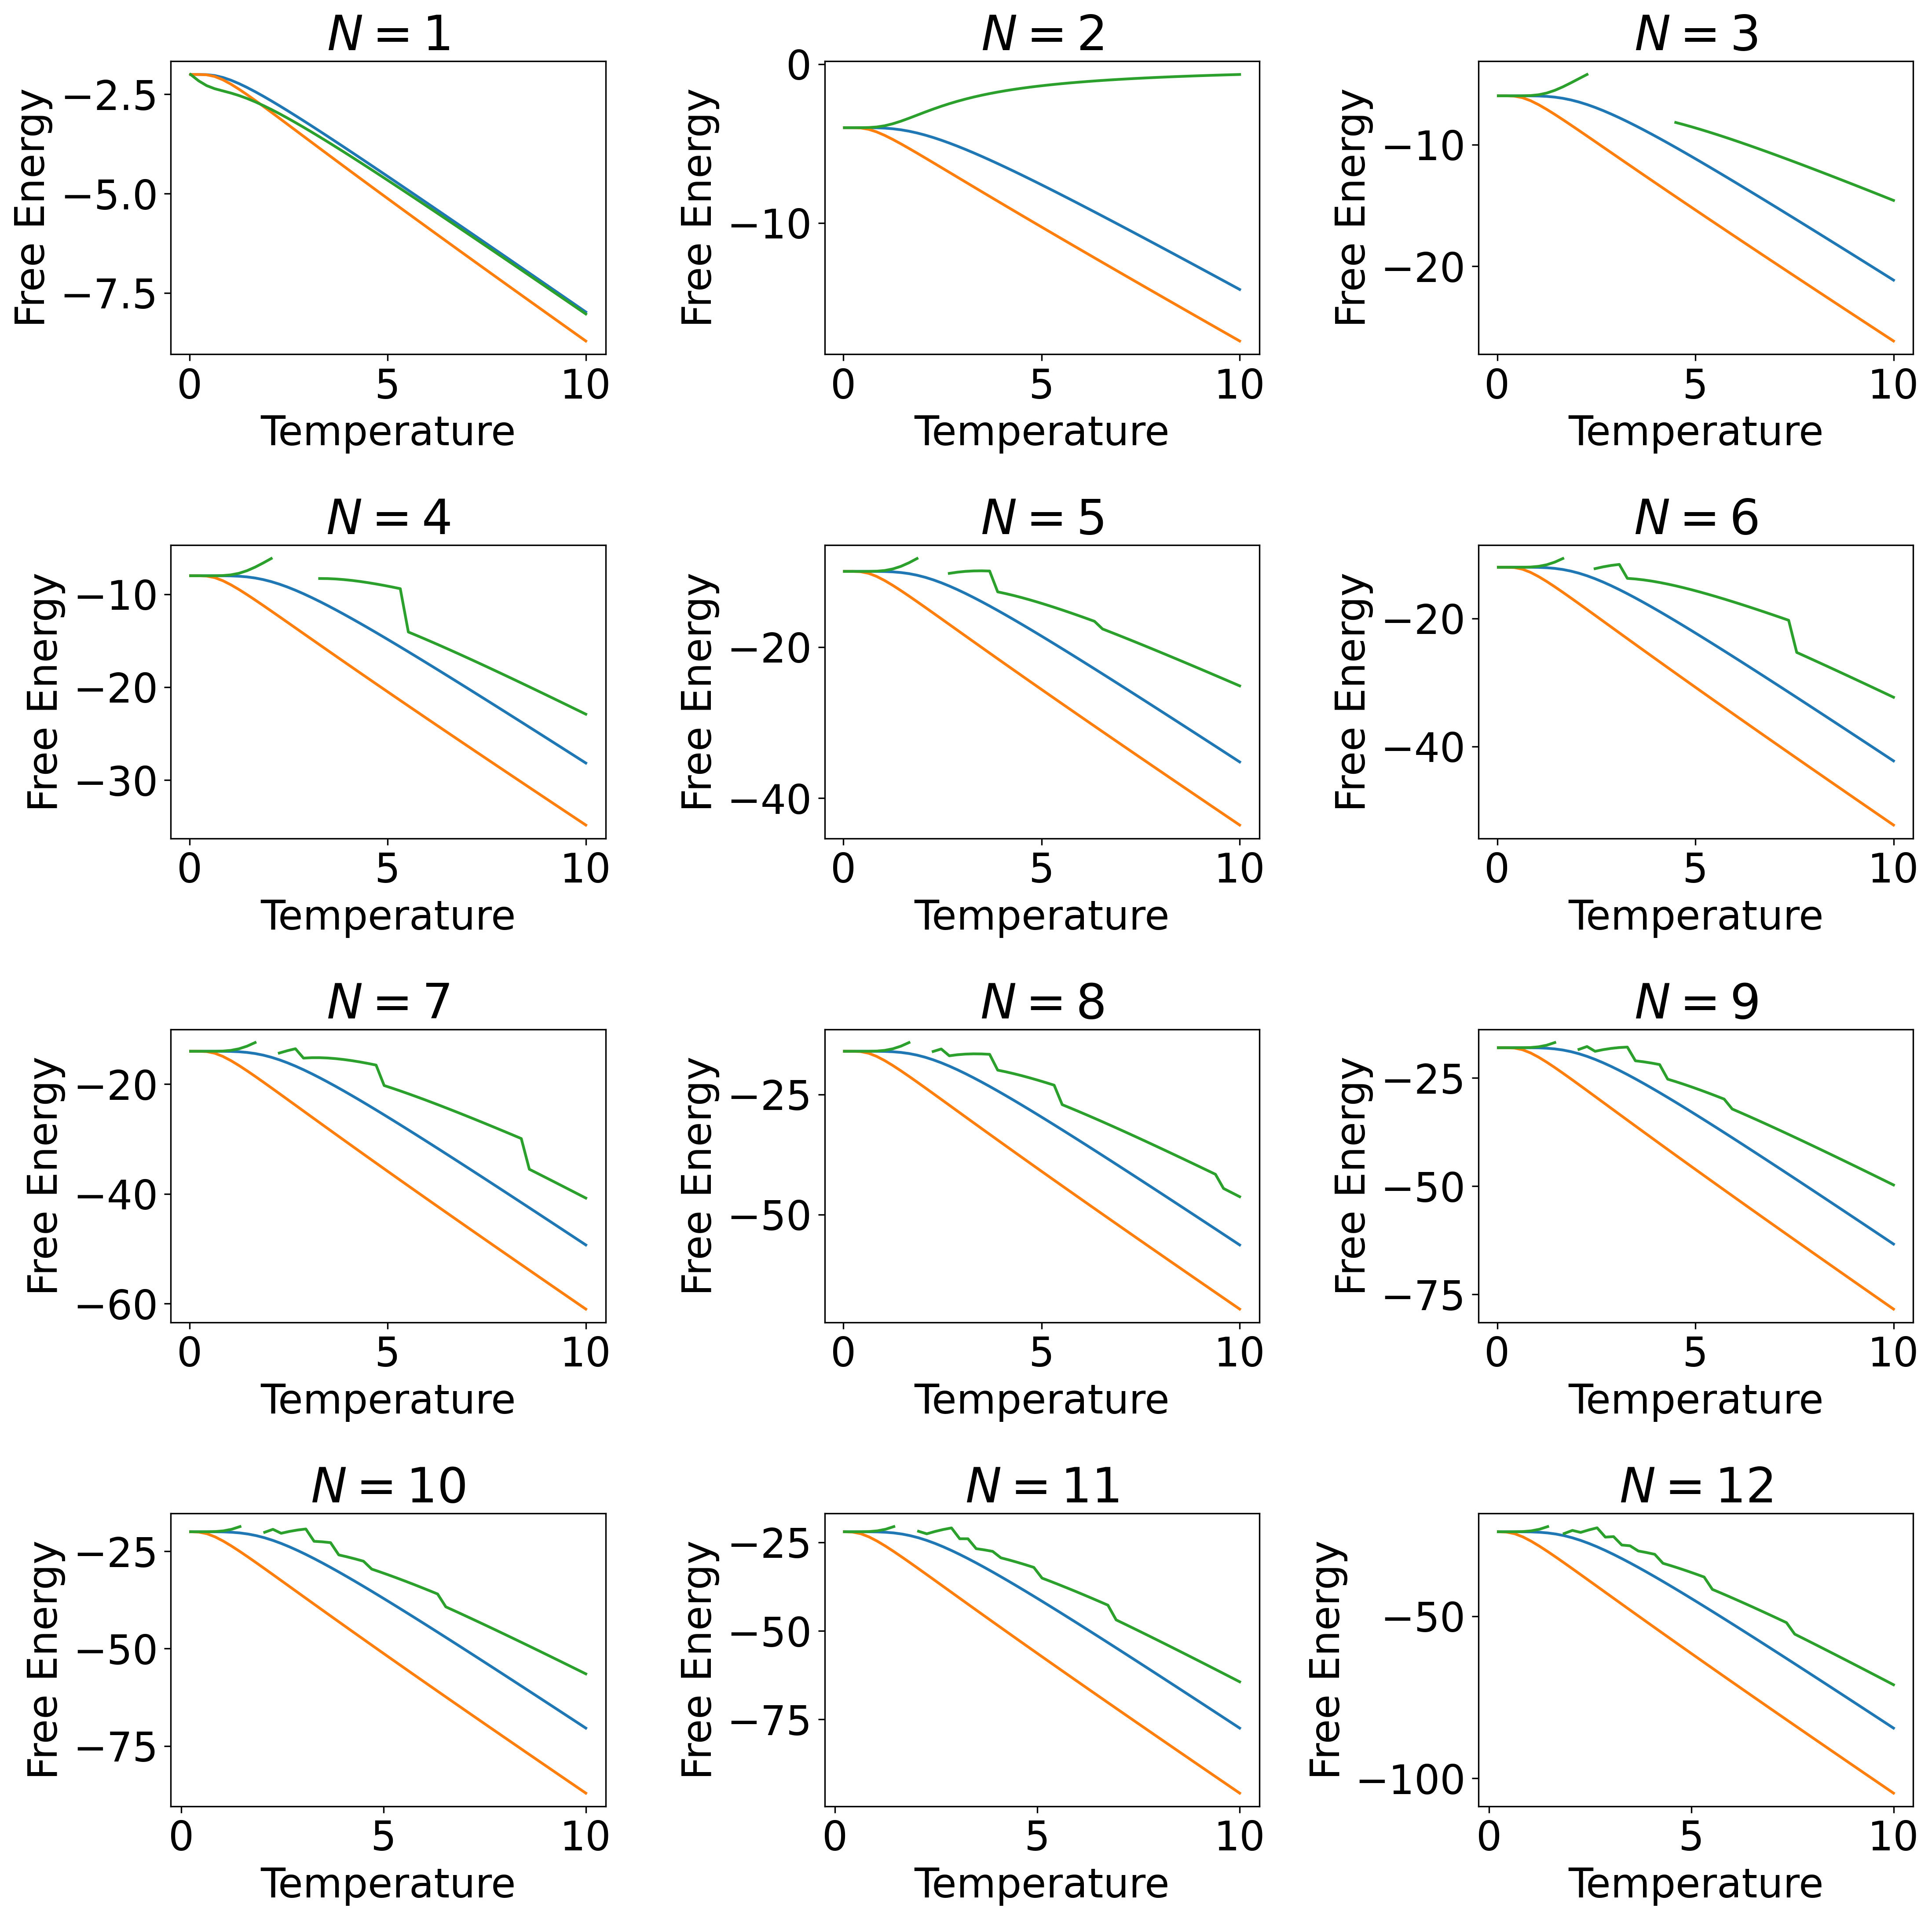 N = 1
−2.5
−5.0
−7.5
Free Energy
0 5 10
Temperature
N = 2
0
−10
Free Energy
0 5 10
Temperature
N = 3
−10
−20
Free Energy
0 5 10
Temperature
N = 4
−10
−20
−30
Free Energy
0 5 10
Temperature
N = 5
−20
−40
Free Energy
0 5 10
Temperature
N = 6
−20
−40
Free Energy
0 5 10
Temperature
N = 7
−20
−40
−60
Free Energy
0 5 10
Temperature
N = 8
−25
−50
Free Energy
0 5 10
Temperature
N = 9
−25
−50
−75
Free Energy
0 5 10
Temperature
N = 10
−25
−50
−75
Free Energy
0 5 10
Temperature
N = 11
−25
−50
−75
Free Energy
0 5 10
Temperature
N = 12
−50
−100
Free Energy
0 5 10
Temperature